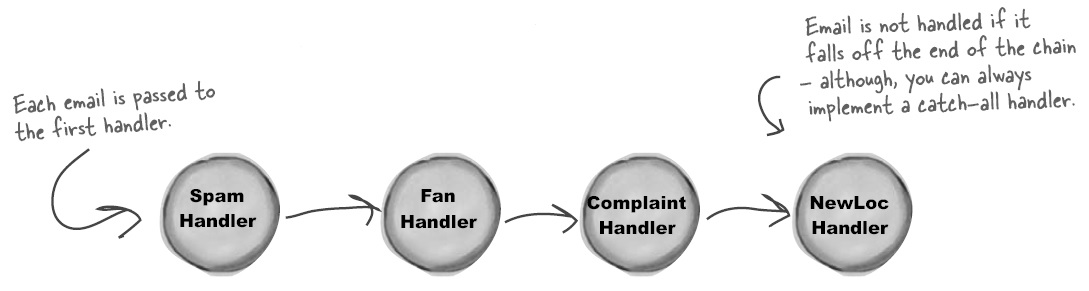 Each email is passed to
the first handler.
Email is not handled if it
falls off the end of the chain
– although, you can always
implement a catch-all handler.
Spam
Handler
Fan
Handler
Complaint
Handler
NewLoc
Handler